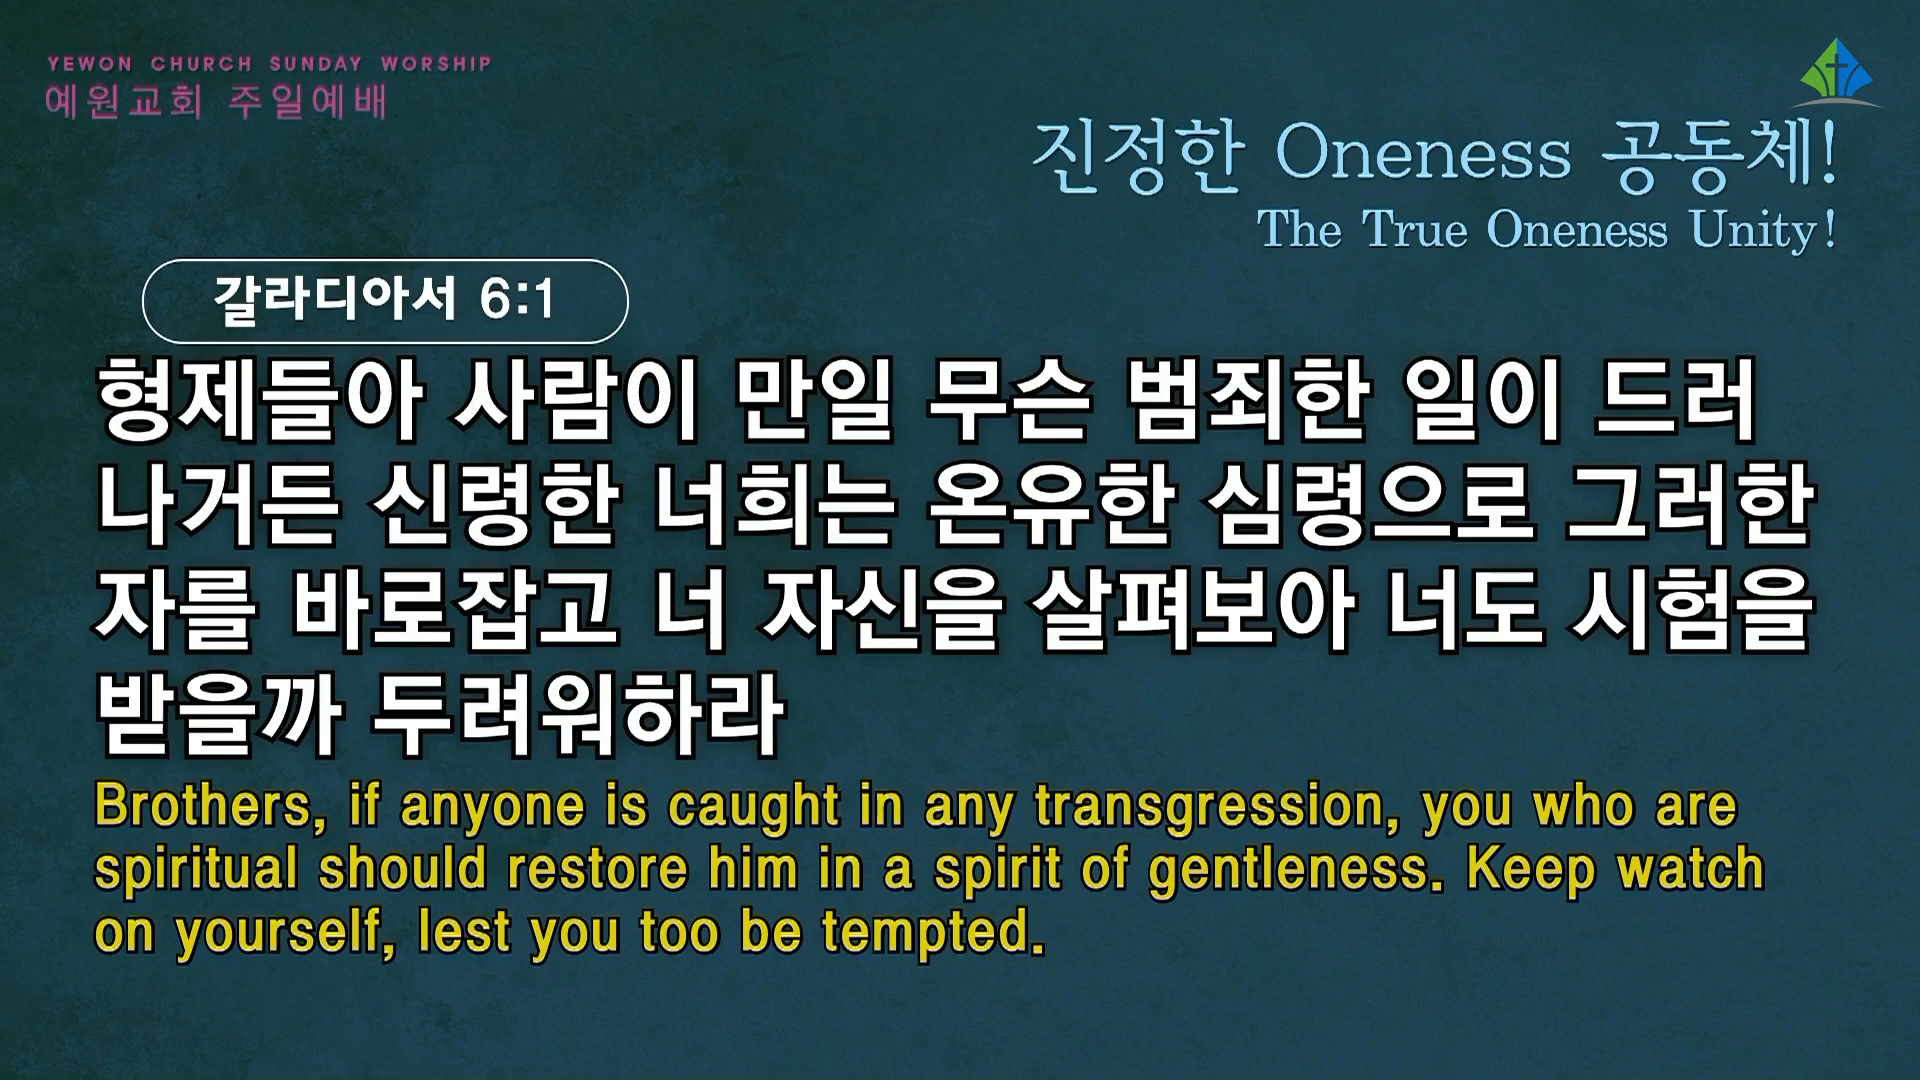 YEWON CHURCH SUNDAY WORSHIP
예원교회 주일예배
진정한 Oneness 공동체!
The True Oneness Unity!
갈라디아서 6:1
형제들아 사람이 만일 무슨 범죄한 일이 드러
나거든 신령한 너희는 온유한 심령으로 그러한
자를 바로잡고 너 자신을 살펴보아 너도 시험을
받을까 두려워하라
Brothers, if anyone is caught in any transgression, you who are
spiritual should restore him in a spirit of gentleness. Keep watch
on yourself, lest you too be tempted.